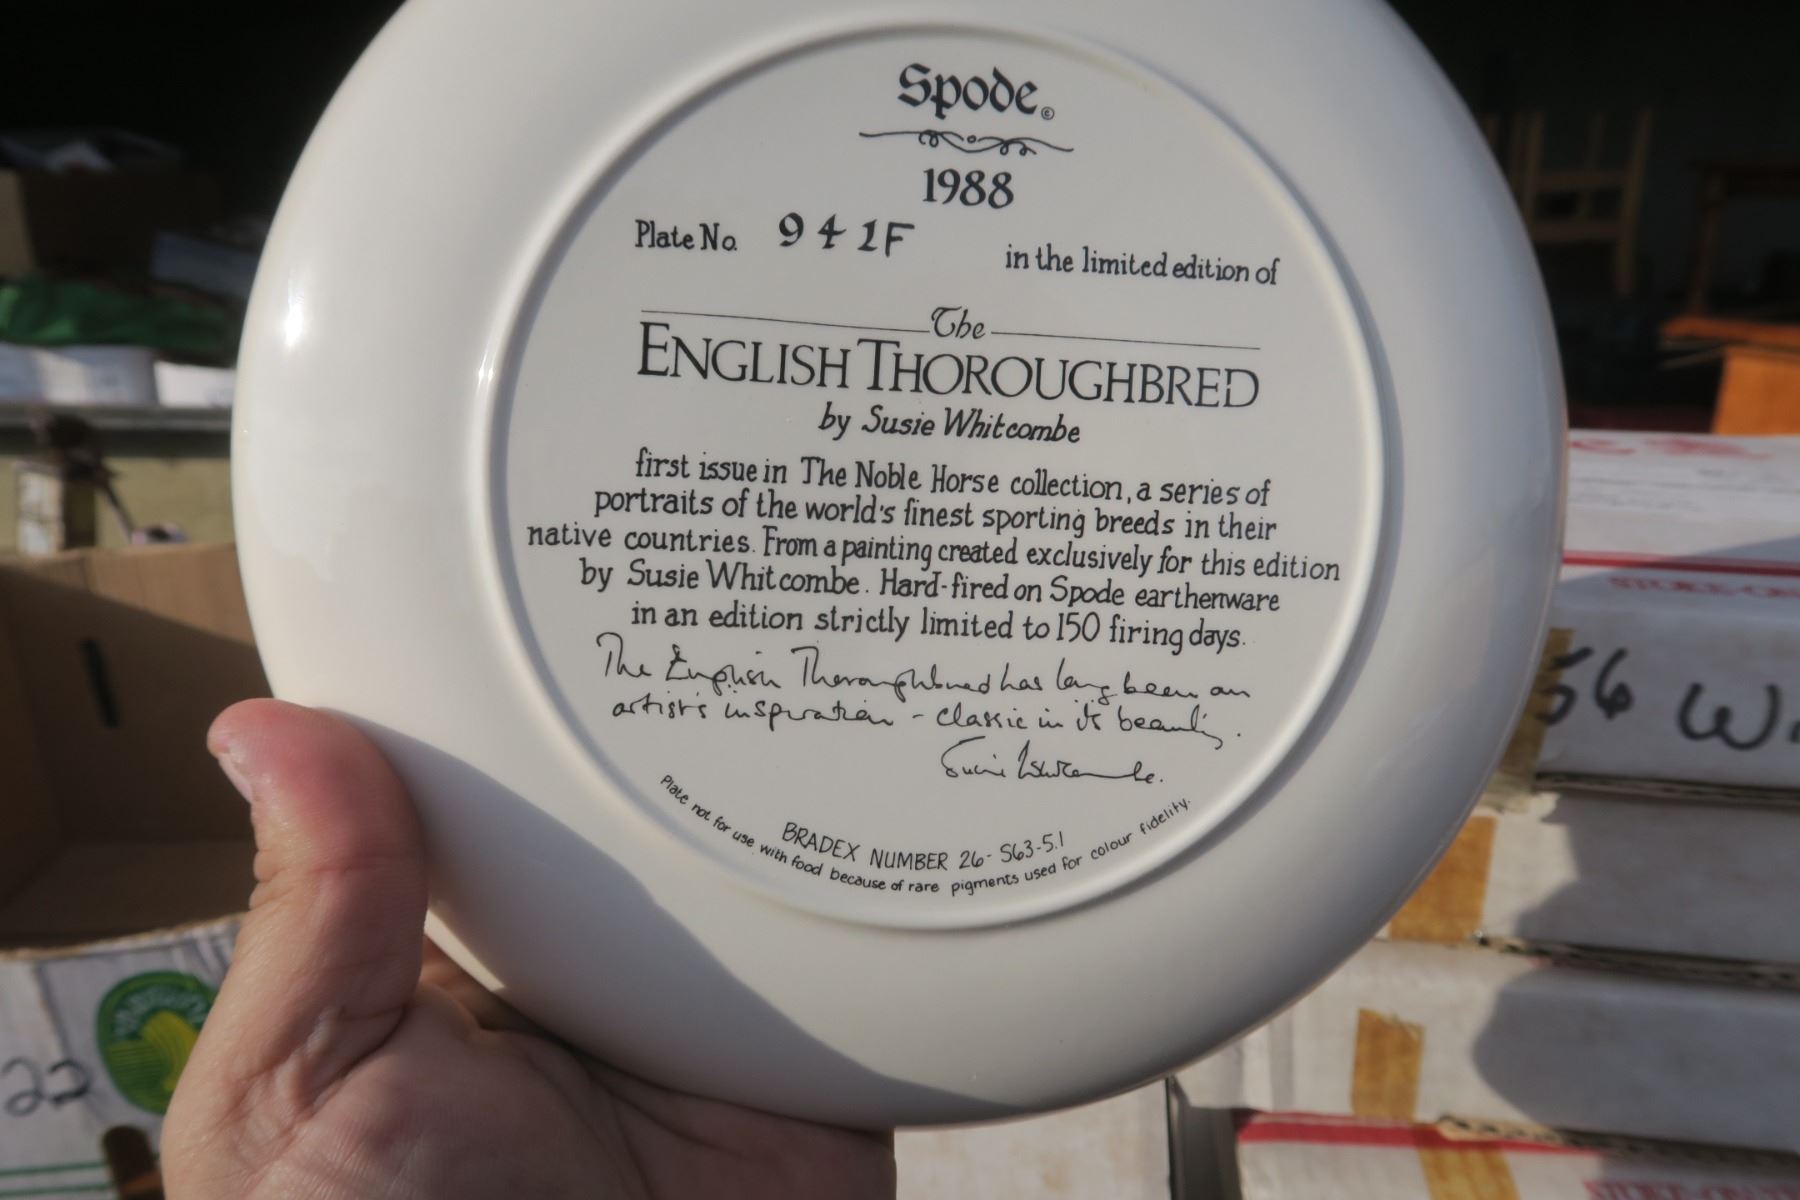 Spode ©
1988
Plate No. 941F in the limited edition of
The
ENGLISH THOROUGHBRED
by Susie Whitcombe
first issue in The Noble Horse collection, a series of
portraits of the world's finest sporting breeds in their
native countries. From a painting created exclusively for this edition
by Susie Whitcombe. Hard-fired on Spode earthenware
in an edition strictly limited to 150 firing days.
The English Thoroughbred has long been an
artist's inspiration - classic in its beauty.
Susie Whitcombe.
BRADEX NUMBER 26-S63-5.1
Plate not for use with food because of rare pigments used for colour fidelity.
56 W
22